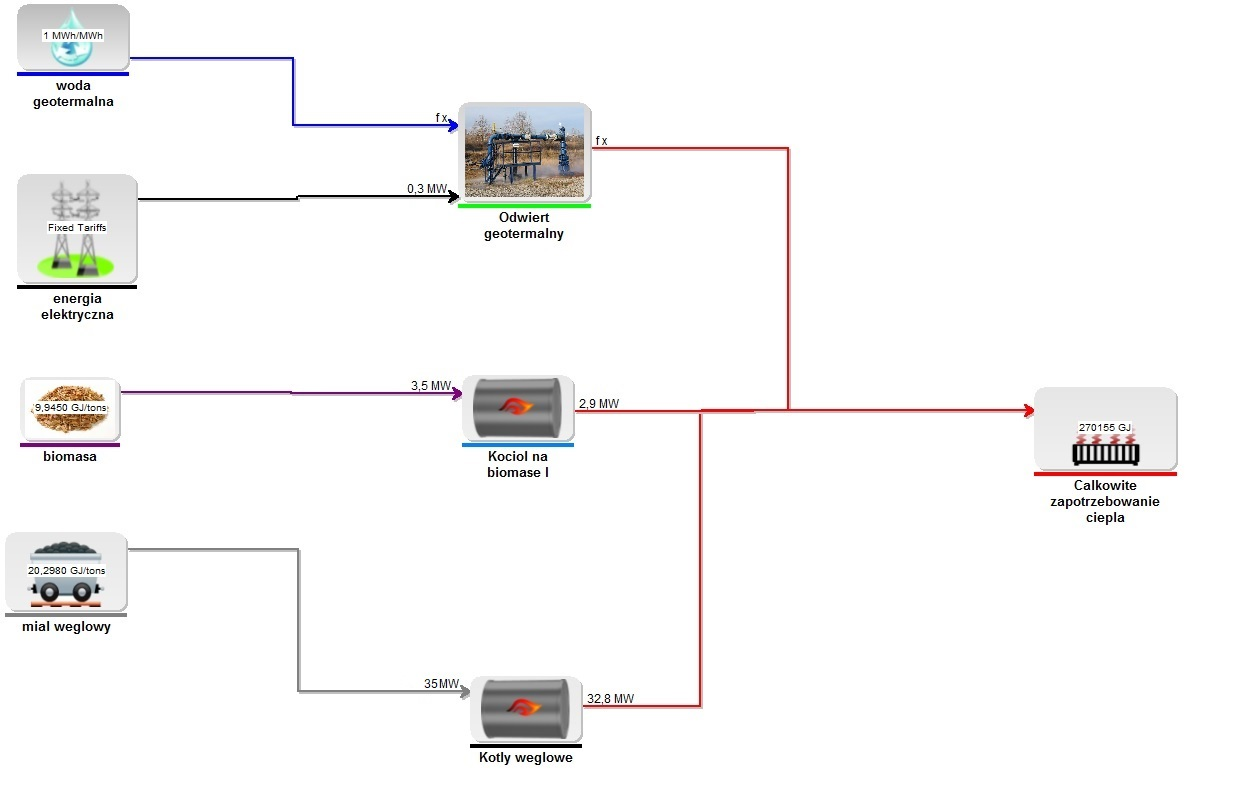 1 MWh/MWh
woda
geotermalna
f x
f x
Odwiert
geotermalny
0,3 MW
Fixed Tariffs
energia
elektryczna
3,5 MW
9,9450 GJ/tons
biomasa
2,9 MW
Kociol na
biomase I
270155 GJ
Calkowite
zapotrzebowanie
ciepla
20,2980 GJ/tons
mial weglowy
35MW
32,8 MW
Kotly weglowe